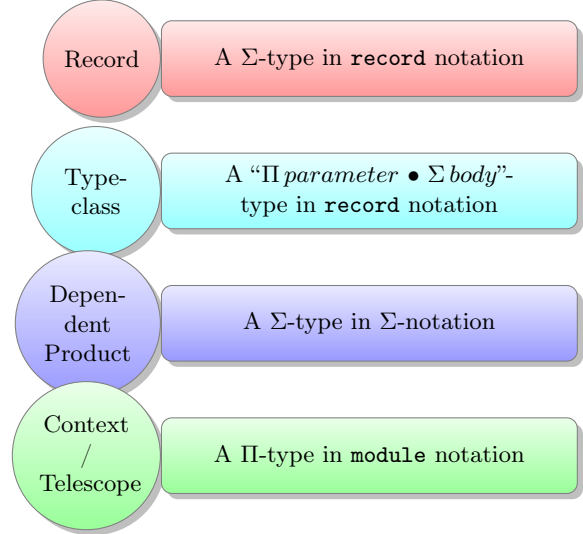 Record
A Σ-type in record notation
Type-
class
A “Π parameter • Σ body”-
type in record notation
Depen-
dent
Product
A Σ-type in Σ-notation
Context
/
Telescope
A Π-type in module notation